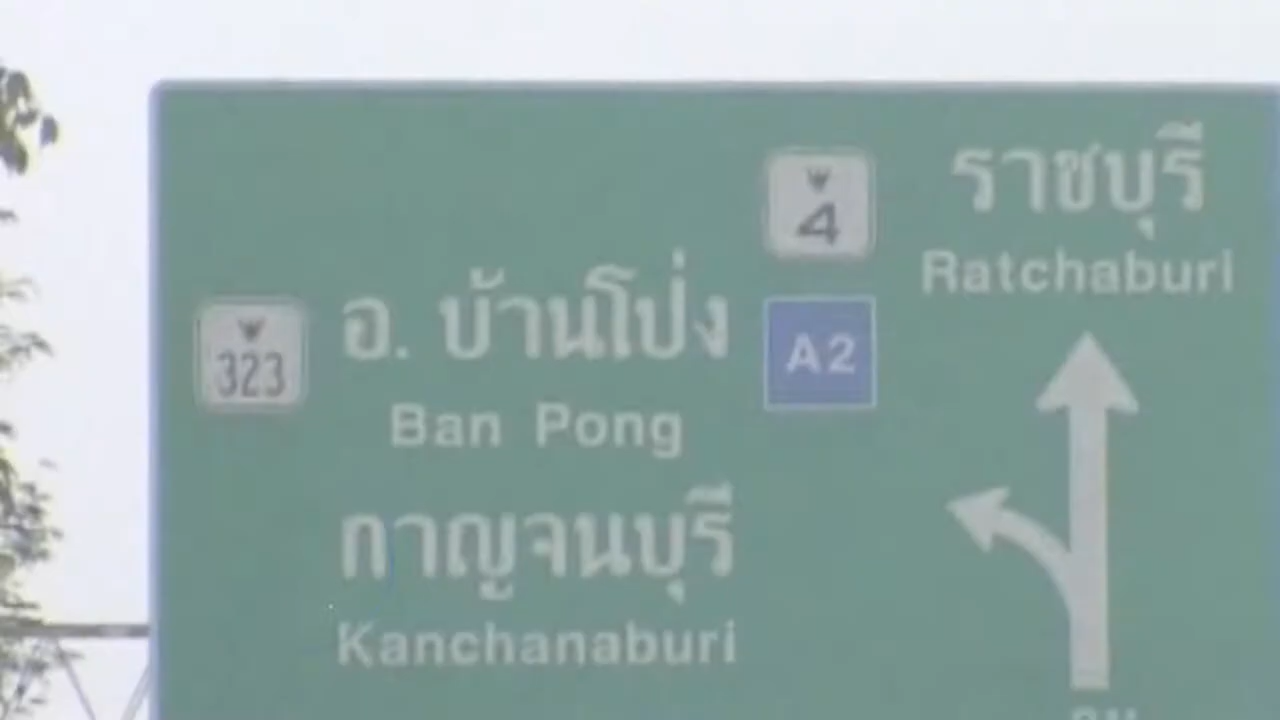 ราชบุรี
4
Ratchaburi
A2
323
อ. บ้านโป่ง
Ban Pong
กาญจนบุรี
Kanchanaburi